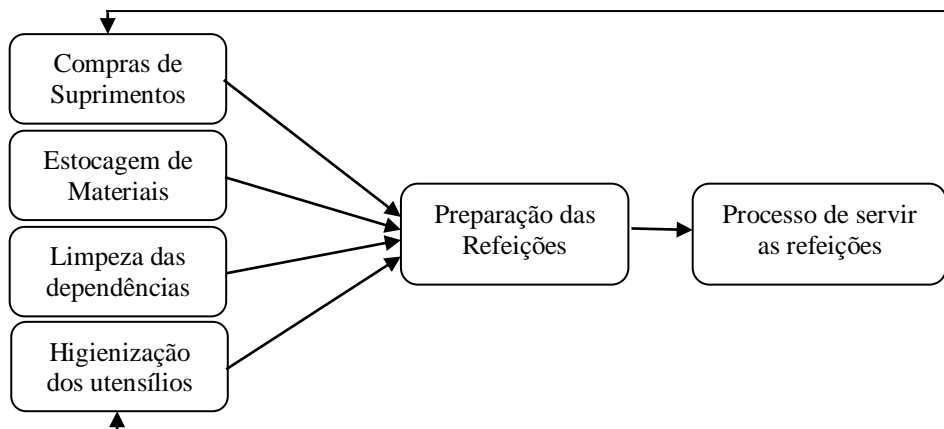 Compras de
Suprimentos
Estocagem de
Materiais
Limpeza das
dependências
Higienização
dos utensílios
Preparação das
Refeições
Processo de servir
as refeições